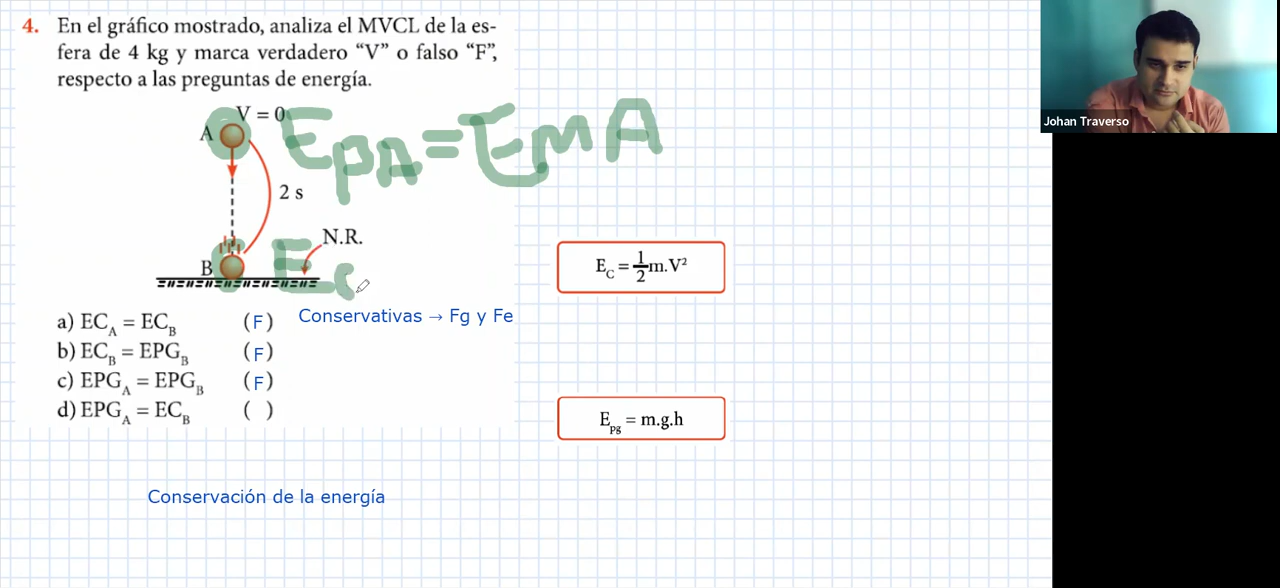 4. En el gráfico mostrado, analiza el MVCL de la es-
fera de 4 kg y marca verdadero “V” o falso “F”,
respecto a las preguntas de energía.
V = 0
A
EPA = EMA
2 s
N.R.
B
Ec
a) EC_A = EC_B (F)
Conservativas → Fg y Fe
b) EC_B = EPG_B (F)
c) EPG_A = EPG_B (F)
d) EPG_A = EC_B ( )
Conservación de la energía
E_C = 1/2 m.V²
E_pg = m.g.h
Johan Traverso